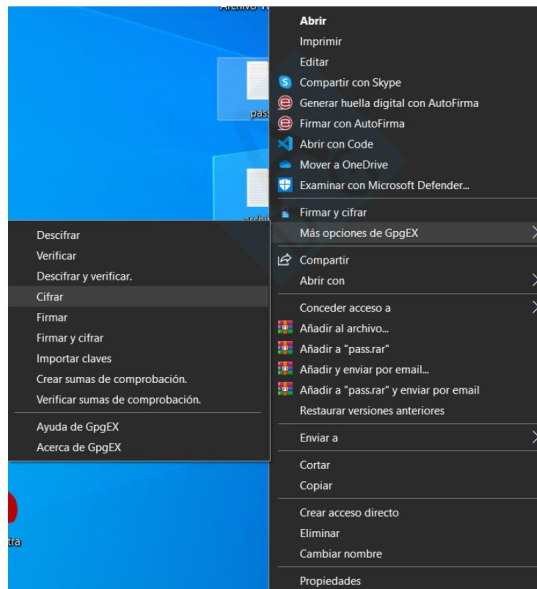 Archivo
pas
Abrir
Imprimir
Editar
Compartir con Skype
Generar huella digital con AutoFirma
Firmar con AutoFirma
Abrir con Code
Mover a OneDrive
Examinar con Microsoft Defender...
Firmar y cifrar
Más opciones de GpgEX
Compartir
Abrir con
Conceder acceso a
Añadir al archivo...
Añadir a "pass.rar"
Añadir y enviar por email...
Añadir a "pass.rar" y enviar por email
Restaurar versiones anteriores
Enviar a
Cortar
Copiar
Crear acceso directo
Eliminar
Cambiar nombre
Propiedades
Descifrar
Verificar
Descifrar y verificar.
Cifrar
Firmar
Firmar y cifrar
Importar claves
Crear sumas de comprobación.
Verificar sumas de comprobación.
Ayuda de GpgEX
Acerca de GpgEX
tra